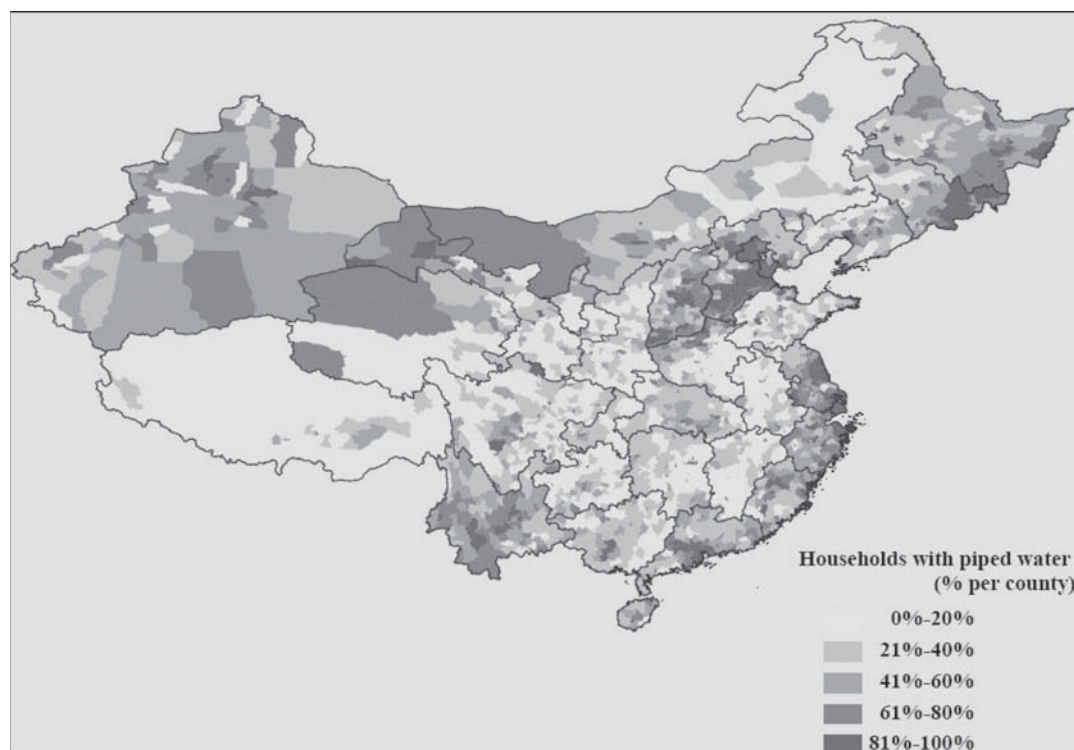 Households with piped water
(% per county)
0%-20%
21%-40%
41%-60%
61%-80%
81%-100%